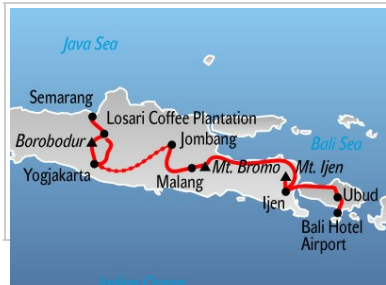 Java Sea
Semarang
Losari Coffee Plantation
Borobodur
Jombang
Bali Sea
Yogjakarta
Mt. Bromo
Mt. Ijen
Malang
Ijen
Ubud
Bali Hotel
Airport